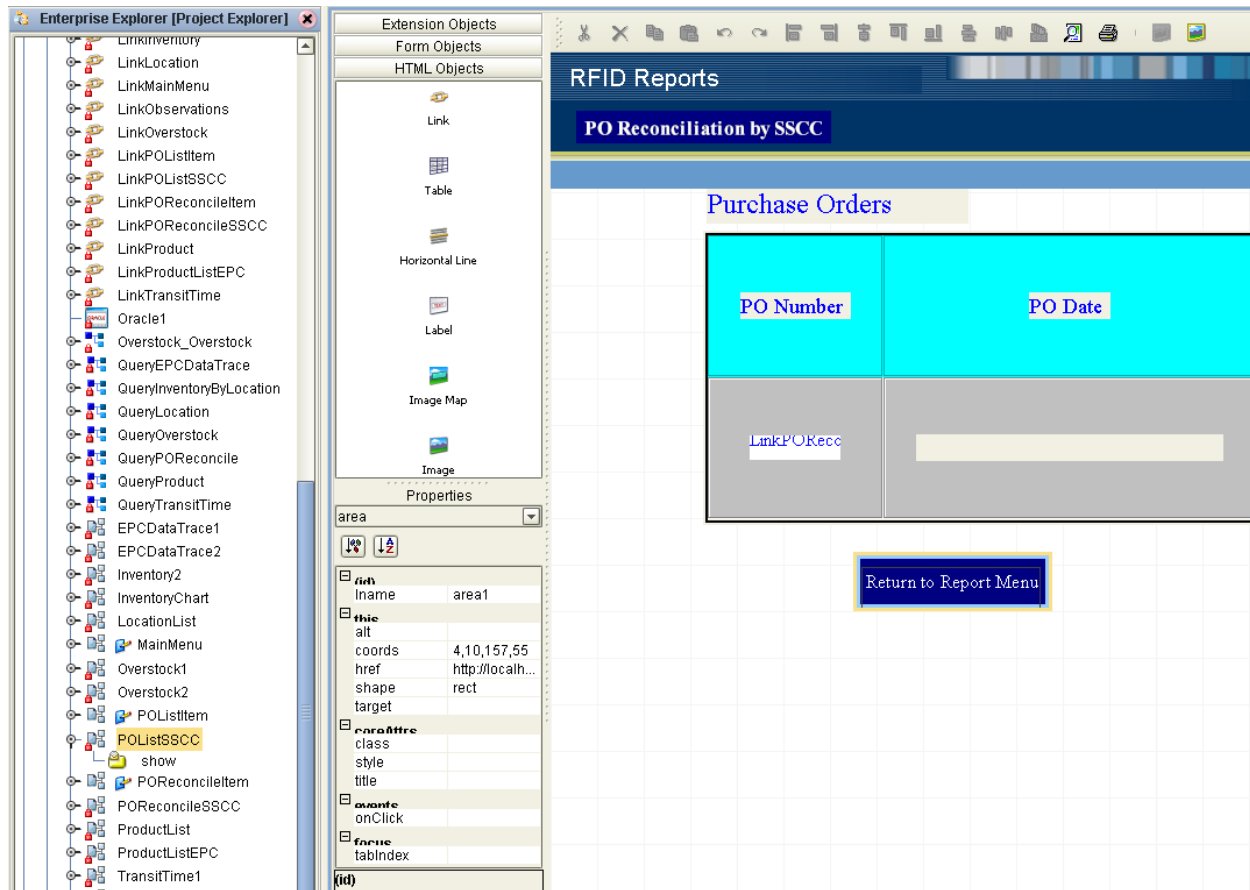 Enterprise Explorer [Project Explorer]
LinkInventory
LinkLocation
LinkMainMenu
LinkObservations
LinkOverstock
LinkPOListItem
LinkPOListSSCC
LinkPOReconcileItem
LinkPOReconcileSSCC
LinkProduct
LinkProductListEPC
LinkTransitTime
Oracle1
Overstock_Overstock
QueryEPCDataTrace
QueryInventoryByLocation
QueryLocation
QueryOverstock
QueryPOReconcile
QueryProduct
QueryTransitTime
EPCDataTrace1
EPCDataTrace2
Inventory2
InventoryChart
LocationList
MainMenu
Overstock1
Overstock2
POListItem
POListSSCC
show
POReconcileItem
POReconcileSSCC
ProductList
ProductListEPC
TransitTime1
Extension Objects
Form Objects
HTML Objects
Link
Table
Horizontal Line
Label
Image Map
Image
Properties
area
(id)
Iname area1
this
alt
coords 4,10,157,55
href http://localh...
shape rect
target
coreAttrs
class
style
title
events
onClick
focus
tabIndex
(id)
RFID Reports
PO Reconciliation by SSCC
Purchase Orders
PO Number PO Date
LinkPOReco
Return to Report Menu